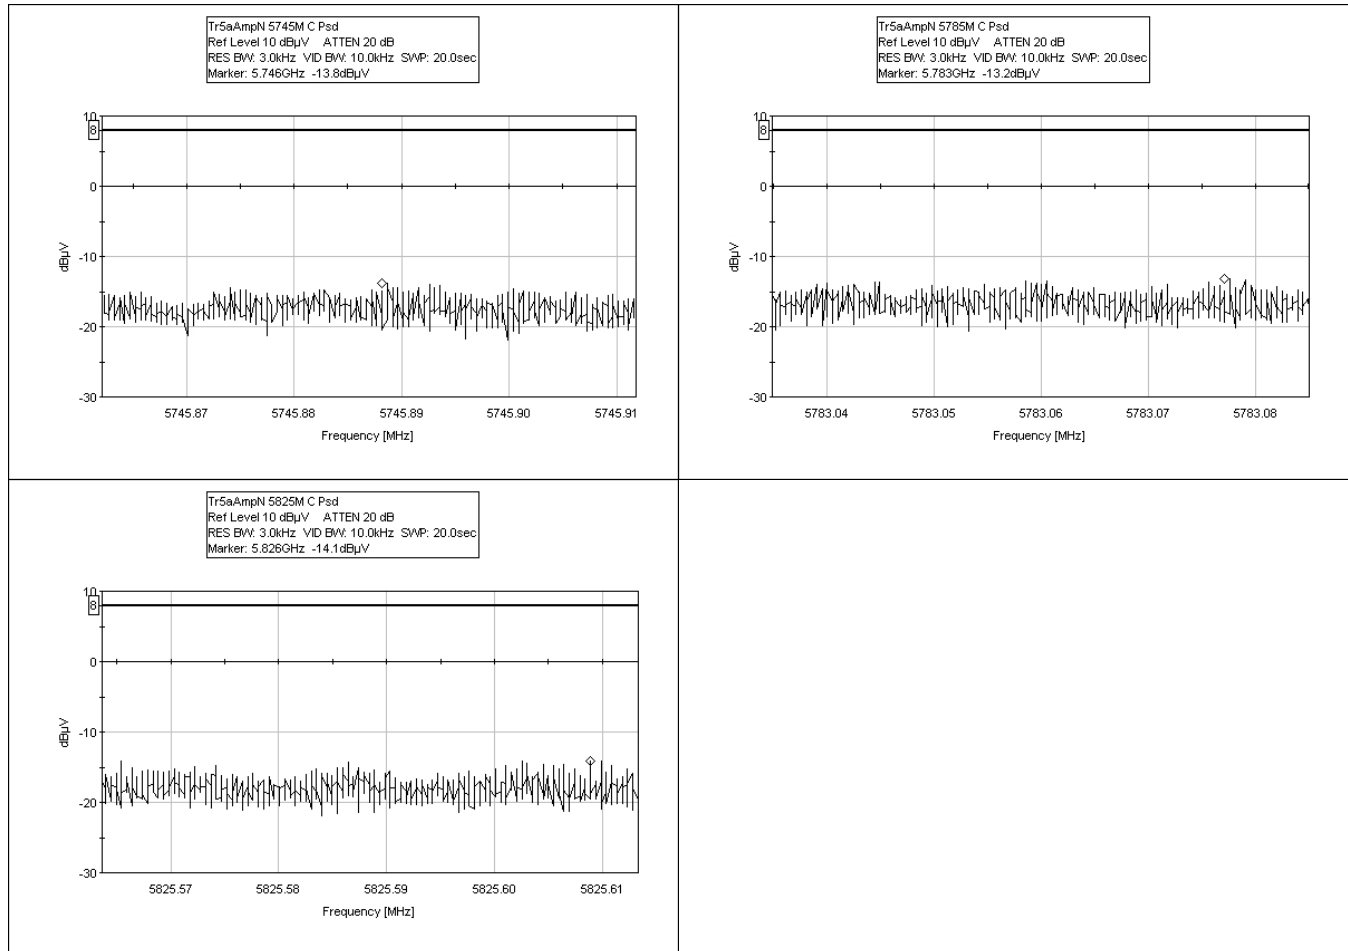 Tr5aAmpN 5745M C Psd
Ref Level 10 dBµV ATTEN 20 dB
RES BW: 3.0kHz VID BW: 10.0kHz SWP: 20.0sec
Marker: 5.746GHz -13.8dBµV
10
8
0
-10
-20
-30
dBµV
5745.87 5745.88 5745.89 5745.90 5745.91
Frequency [MHz]
Tr5aAmpN 5785M C Psd
Ref Level 10 dBµV ATTEN 20 dB
RES BW: 3.0kHz VID BW: 10.0kHz SWP: 20.0sec
Marker: 5.783GHz -13.2dBµV
10
8
0
-10
-20
-30
dBµV
5783.04 5783.05 5783.06 5783.07 5783.08
Frequency [MHz]
Tr5aAmpN 5825M C Psd
Ref Level 10 dBµV ATTEN 20 dB
RES BW: 3.0kHz VID BW: 10.0kHz SWP: 20.0sec
Marker: 5.826GHz -14.1dBµV
10
8
0
-10
-20
-30
dBµV
5825.57 5825.58 5825.59 5825.60 5825.61
Frequency [MHz]